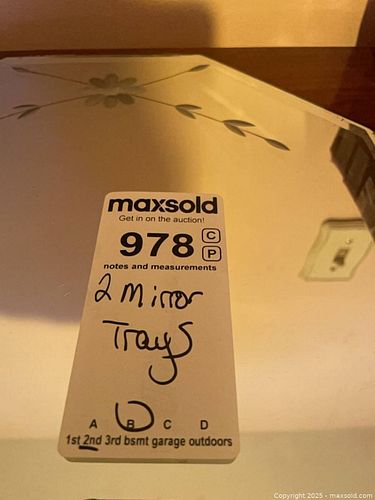 maxsold
Get in on the auction!
978 C
P
notes and measurements
2 Mirror
Trays
A B C D
1st 2nd 3rd bsmt garage outdoors
Copyright 2025 - maxsold.com